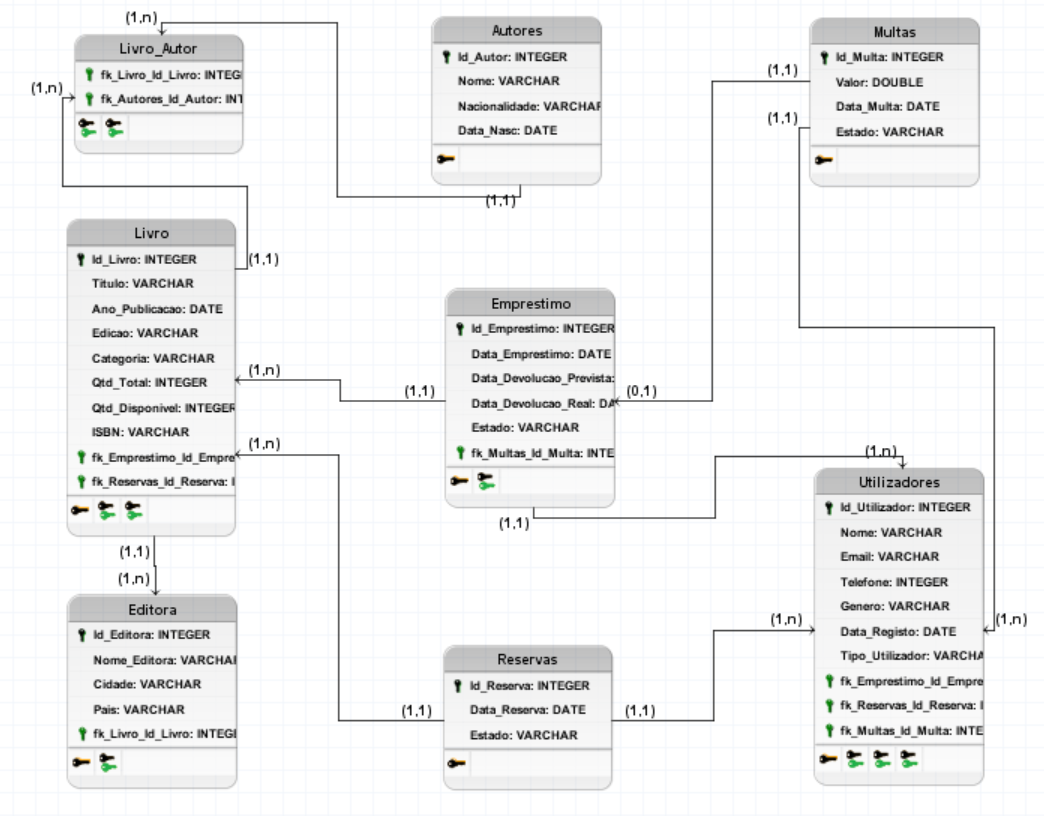 (1,n)
Livro_Autor
fk_Livro_Id_Livro: INTEG
(1,n)
fk_Autores_Id_Autor: INT
Autores
Id_Autor: INTEGER
Nome: VARCHAR
Nacionalidade: VARCHAR
Data_Nasc: DATE
(1,1)
Multas
Id_Multa: INTEGER
(1,1)
Valor: DOUBLE
Data_Multa: DATE
(1,1)
Estado: VARCHAR
Livro
Id_Livro: INTEGER
(1,1)
Titulo: VARCHAR
Ano_Publicacao: DATE
Edicao: VARCHAR
Categoria: VARCHAR
Qtd_Total: INTEGER
(1,n)
Qtd_Disponivel: INTEGER
ISBN: VARCHAR
(1,n)
fk_Emprestimo_Id_Empre
fk_Reservas_Id_Reserva: I
(1,1)
(1,n)
Emprestimo
Id_Emprestimo: INTEGER
Data_Emprestimo: DATE
Data_Devolucao_Prevista:
(1,1)
(0,1)
Data_Devolucao_Real: DA
Estado: VARCHAR
fk_Multas_Id_Multa: INTE
(1,1)
(1,n)
Utilizadores
Id_Utilizador: INTEGER
Nome: VARCHAR
Email: VARCHAR
Telefone: INTEGER
Genero: VARCHAR
(1,n)
Data_Registo: DATE
(1,n)
Tipo_Utilizador: VARCHA
fk_Emprestimo_Id_Empre
fk_Reservas_Id_Reserva: I
fk_Multas_Id_Multa: INTE
Editora
Id_Editora: INTEGER
Nome_Editora: VARCHAR
Cidade: VARCHAR
Pais: VARCHAR
fk_Livro_Id_Livro: INTEG
Reservas
Id_Reserva: INTEGER
(1,1)
Data_Reserva: DATE
(1,1)
Estado: VARCHAR